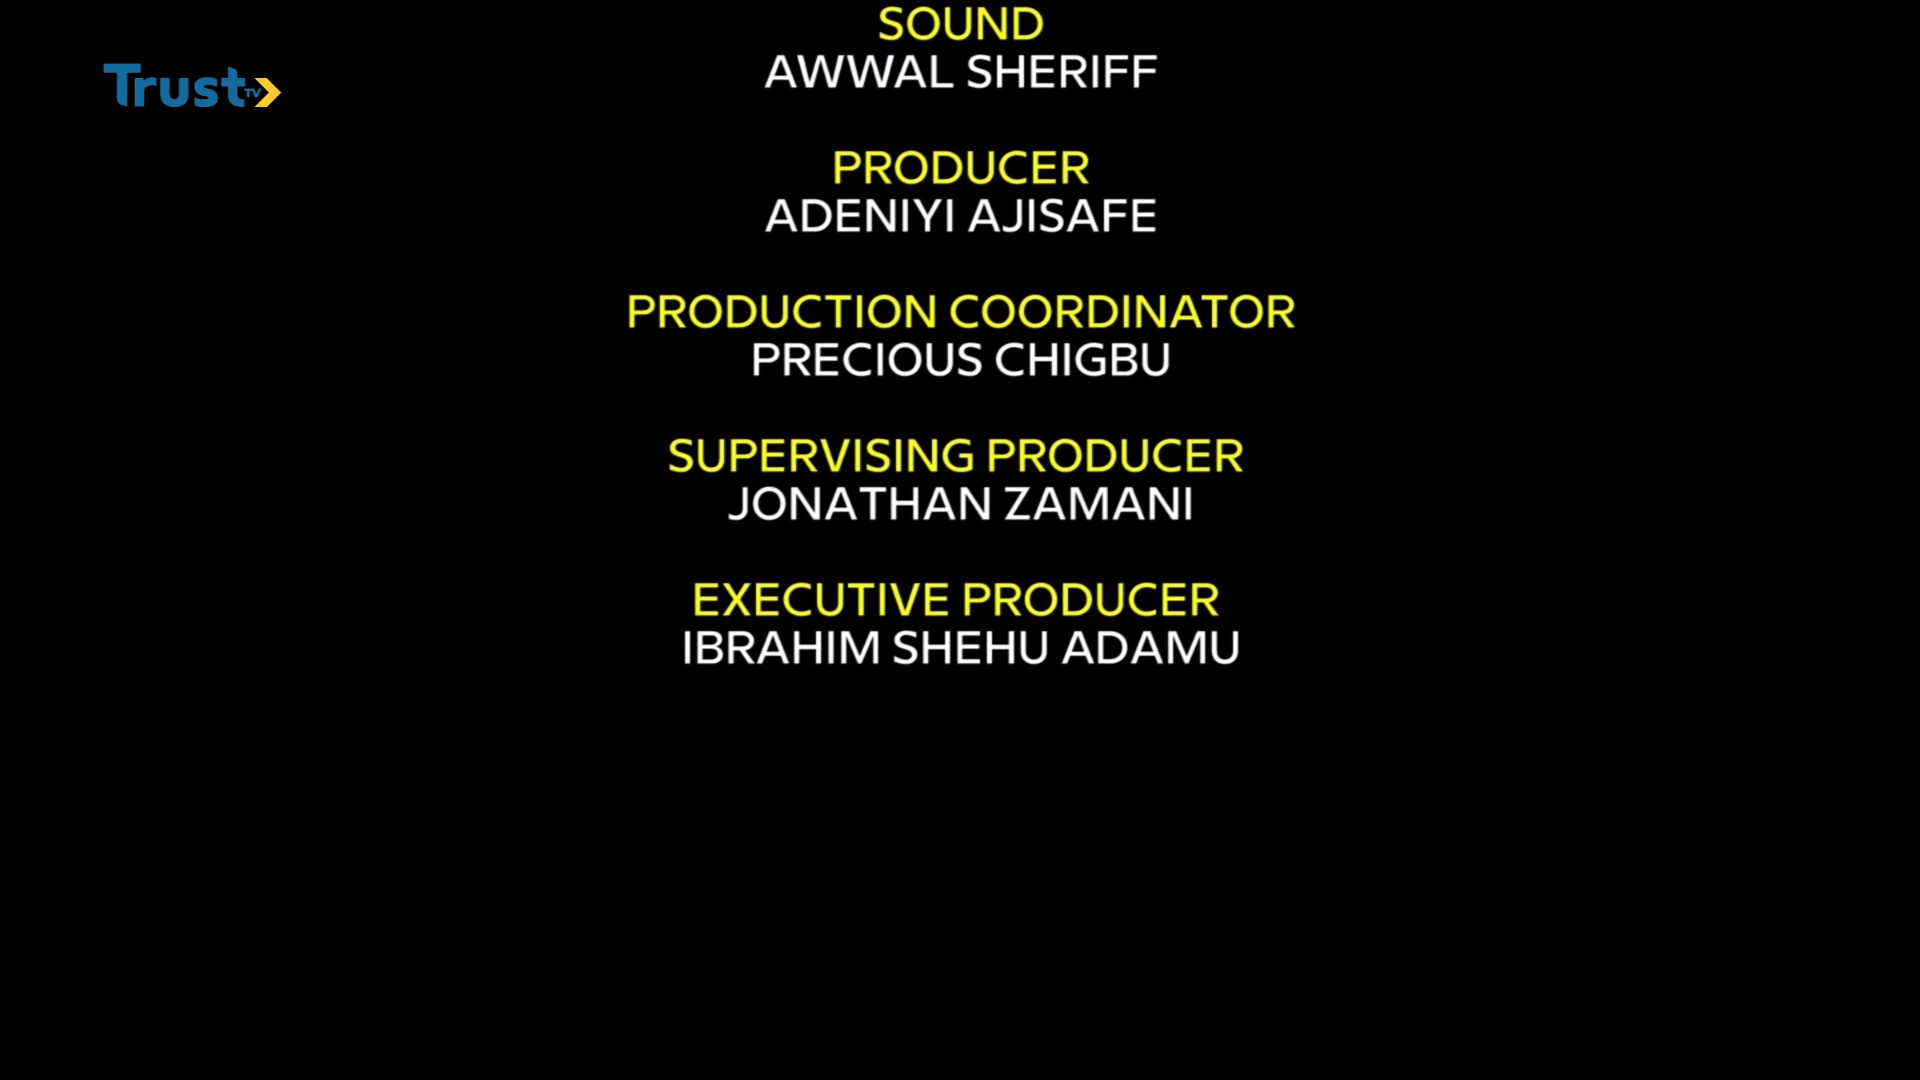 SOUND
AWWAL SHERIFF
Trust TV
PRODUCER
ADENIYI AJISAFE
PRODUCTION COORDINATOR
PRECIOUS CHIGBU
SUPERVISING PRODUCER
JONATHAN ZAMANI
EXECUTIVE PRODUCER
IBRAHIM SHEHU ADAMU